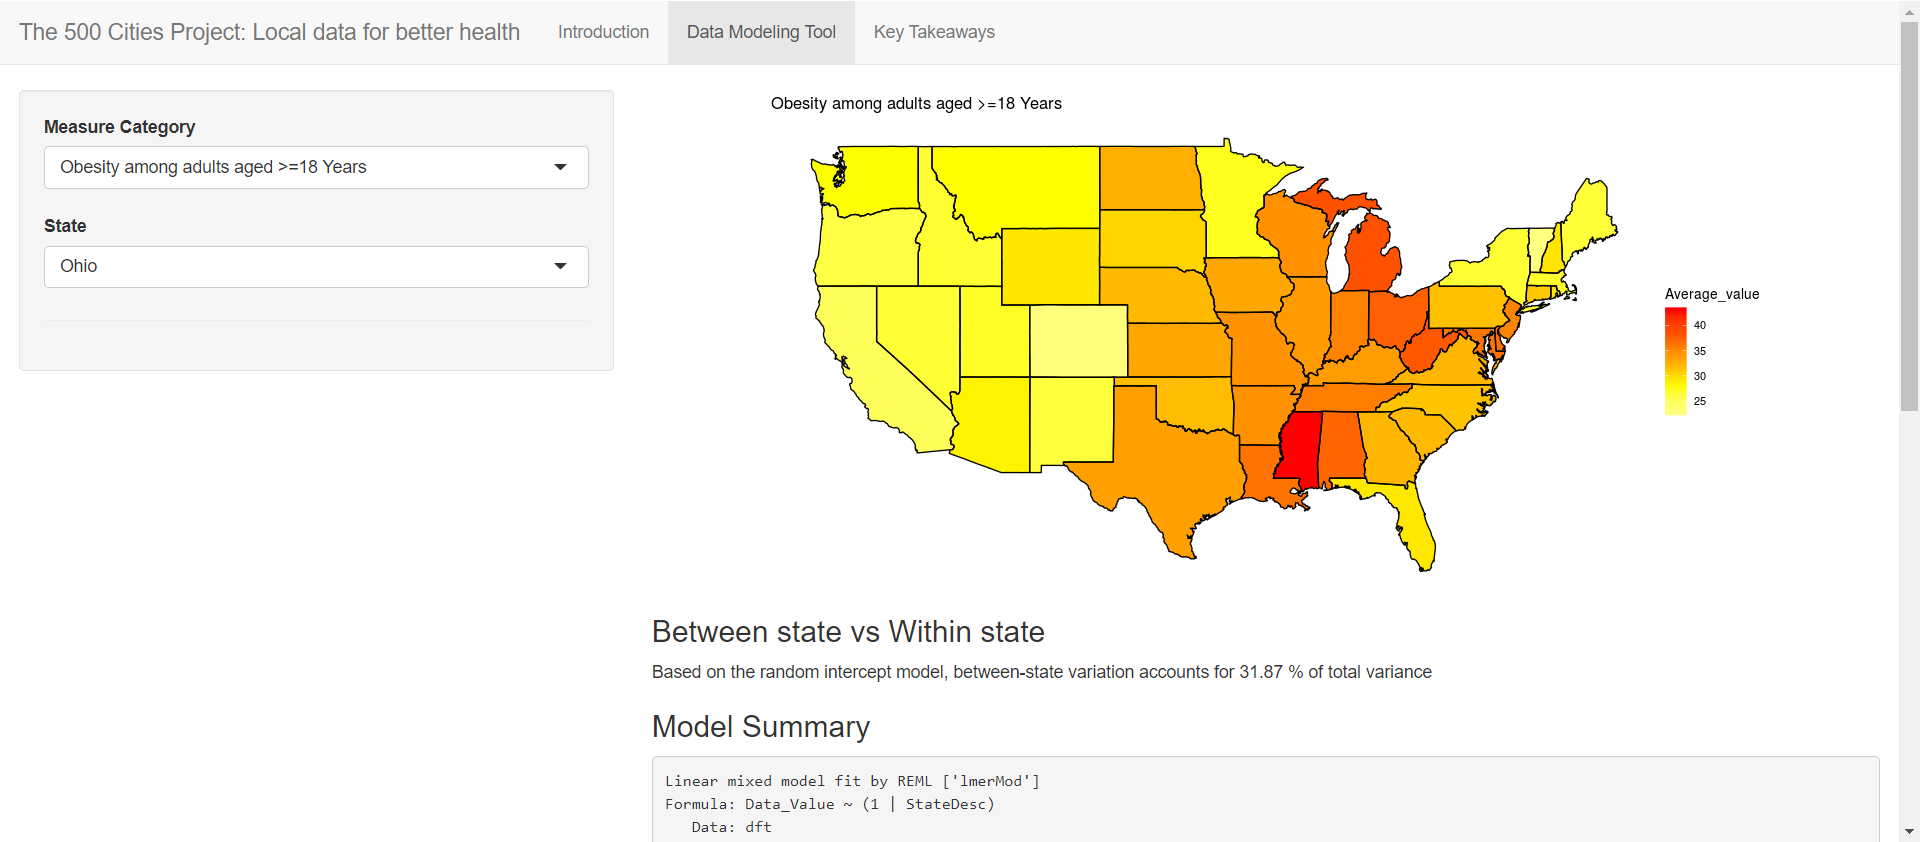 The 500 Cities Project: Local data for better health
Introduction
Data Modeling Tool
Key Takeaways
Measure Category
Obesity among adults aged >=18 Years
State
Ohio
Obesity among adults aged >=18 Years
Average_value
40
35
30
25
Between state vs Within state
Based on the random intercept model, between-state variation accounts for 31.87 % of total variance
Model Summary
Linear mixed model fit by REML ['lmerMod']
Formula: Data_Value ~ (1 | StateDesc)
   Data: dft